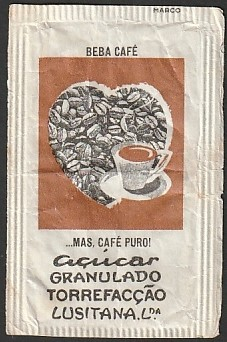 MARCO
BEBA CAFÉ
...MAS, CAFÉ PURO!
açúcar
GRANULADO
TORREFACÇÃO
LUSITANA, L.DA